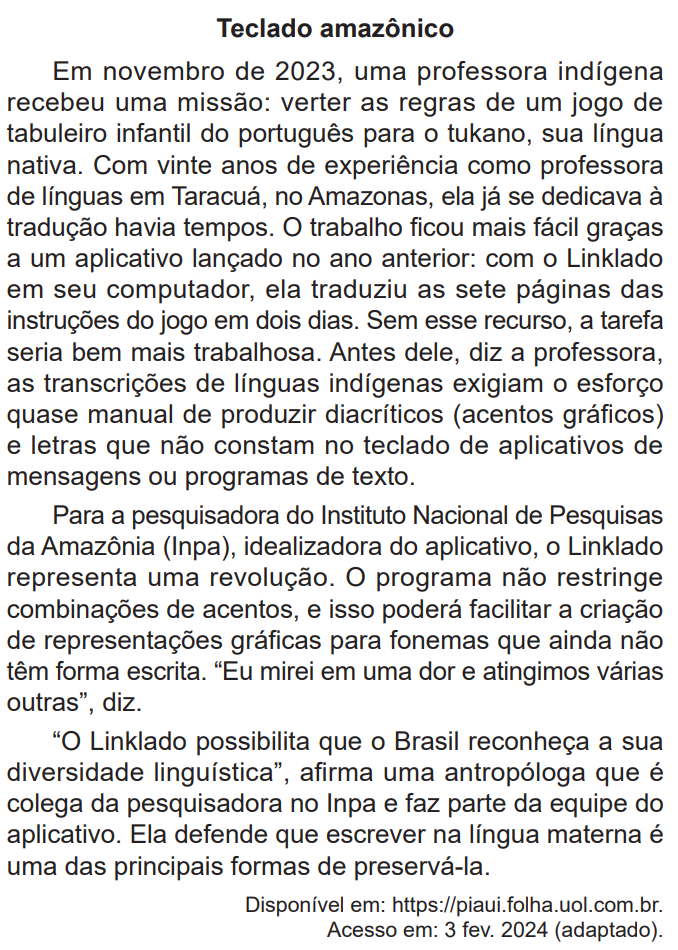 Teclado amazônico
Em novembro de 2023, uma professora indígena
recebeu uma missão: verter as regras de um jogo de
tabuleiro infantil do português para o tukano, sua língua
nativa. Com vinte anos de experiência como professora
de línguas em Taracuá, no Amazonas, ela já se dedicava à
tradução havia tempos. O trabalho ficou mais fácil graças
a um aplicativo lançado no ano anterior: com o Linklado
em seu computador, ela traduziu as sete páginas das
instruções do jogo em dois dias. Sem esse recurso, a tarefa
seria bem mais trabalhosa. Antes dele, diz a professora,
as transcrições de línguas indígenas exigiam o esforço
quase manual de produzir diacríticos (acentos gráficos)
e letras que não constam no teclado de aplicativos de
mensagens ou programas de texto.
Para a pesquisadora do Instituto Nacional de Pesquisas
da Amazônia (Inpa), idealizadora do aplicativo, o Linklado
representa uma revolução. O programa não restringe
combinações de acentos, e isso poderá facilitar a criação
de representações gráficas para fonemas que ainda não
têm forma escrita. “Eu mirei em uma dor e atingimos várias
outras”, diz.
“O Linklado possibilita que o Brasil reconheça a sua
diversidade linguística”, afirma uma antropóloga que é
colega da pesquisadora no Inpa e faz parte da equipe do
aplicativo. Ela defende que escrever na língua materna é
uma das principais formas de preservá-la.
Disponível em: https://piaui.folha.uol.com.br.
Acesso em: 3 fev. 2024 (adaptado).